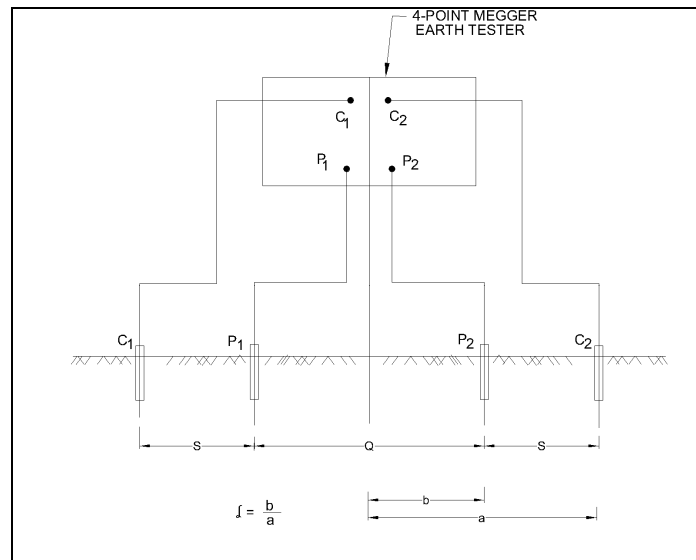 4-POINT MEGGER
EARTH TESTER
C1 C2
P1 P2
C1 P1 P2 C2
S Q S
b
a
ʆ = b/a